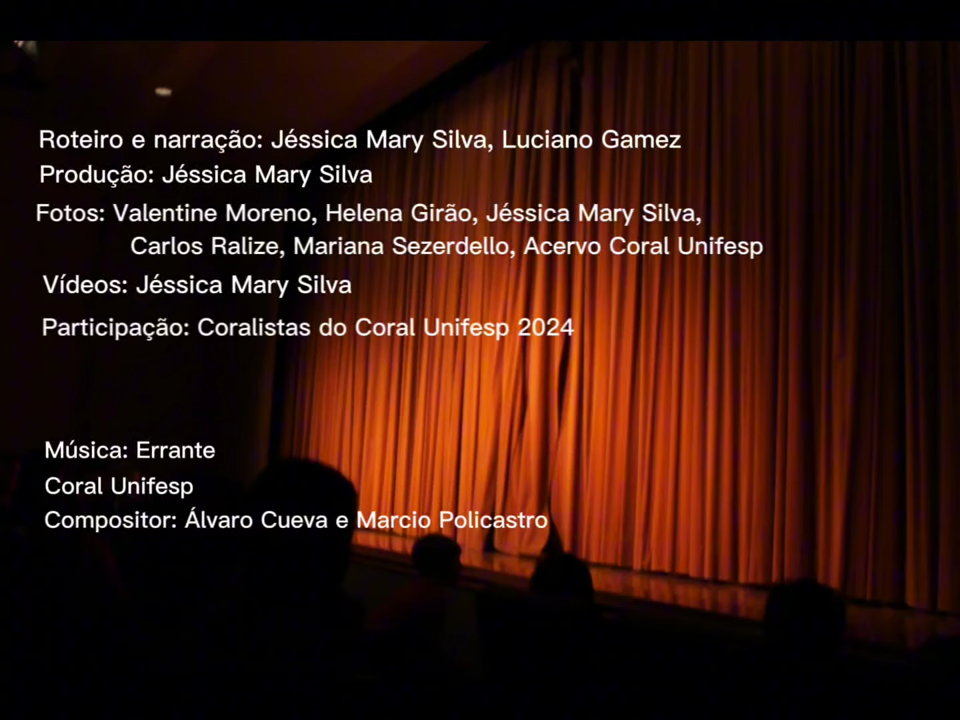 Roteiro e narração: Jéssica Mary Silva, Luciano Gamez
Produção: Jéssica Mary Silva
Fotos: Valentine Moreno, Helena Girão, Jéssica Mary Silva,
Carlos Ralize, Mariana Sezerdello, Acervo Coral Unifesp
Vídeos: Jéssica Mary Silva
Participação: Coralistas do Coral Unifesp 2024
Música: Errante
Coral Unifesp
Compositor: Álvaro Cueva e Marcio Policastro